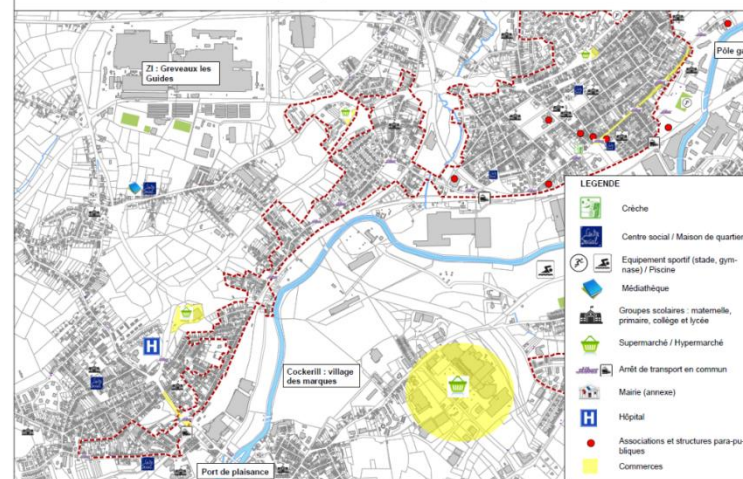 ZI : Greveaux les
Guides
Pôle ga
Cockerill : village
des marques
Port de plaisance
H
LEGENDE
Crèche
Centre social / Maison de quartier
Equipement sportif (stade, gym-
nase) / Piscine
Médiathèque
Groupes scolaires : maternelle,
primaire, collège et lycée
Supermarché / Hypermarché
Arrêt de transport en commun
Mairie (annexe)
H
Hôpital
Associations et structures para-pu-
bliques
Commerces